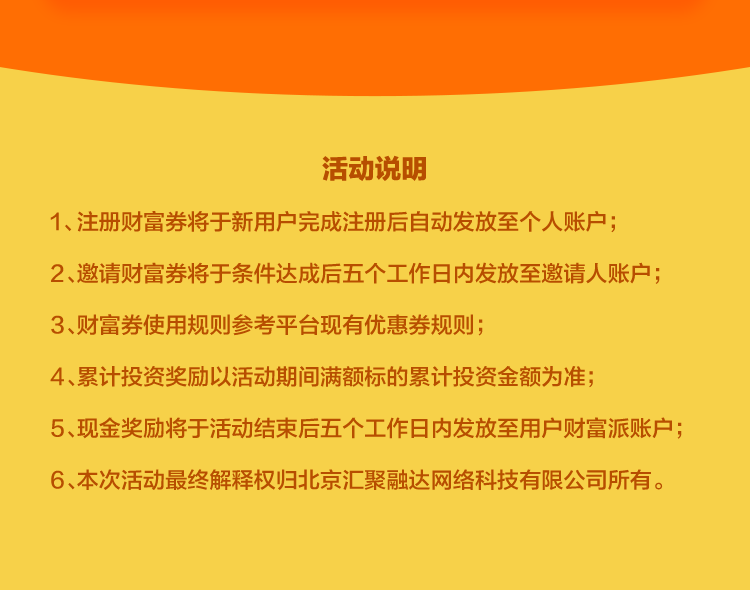 活动说明
1、注册财富券将于新用户完成注册后自动发放至个人账户；
2、邀请财富券将于条件达成后五个工作日内发放至邀请人账户；
3、财富券使用规则参考平台现有优惠券规则；
4、累计投资奖励以活动期间满额标的累计投资金额为准；
5、现金奖励将于活动结束后五个工作日内发放至用户财富派账户；
6、本次活动最终解释权归北京汇聚融达网络科技有限公司所有。